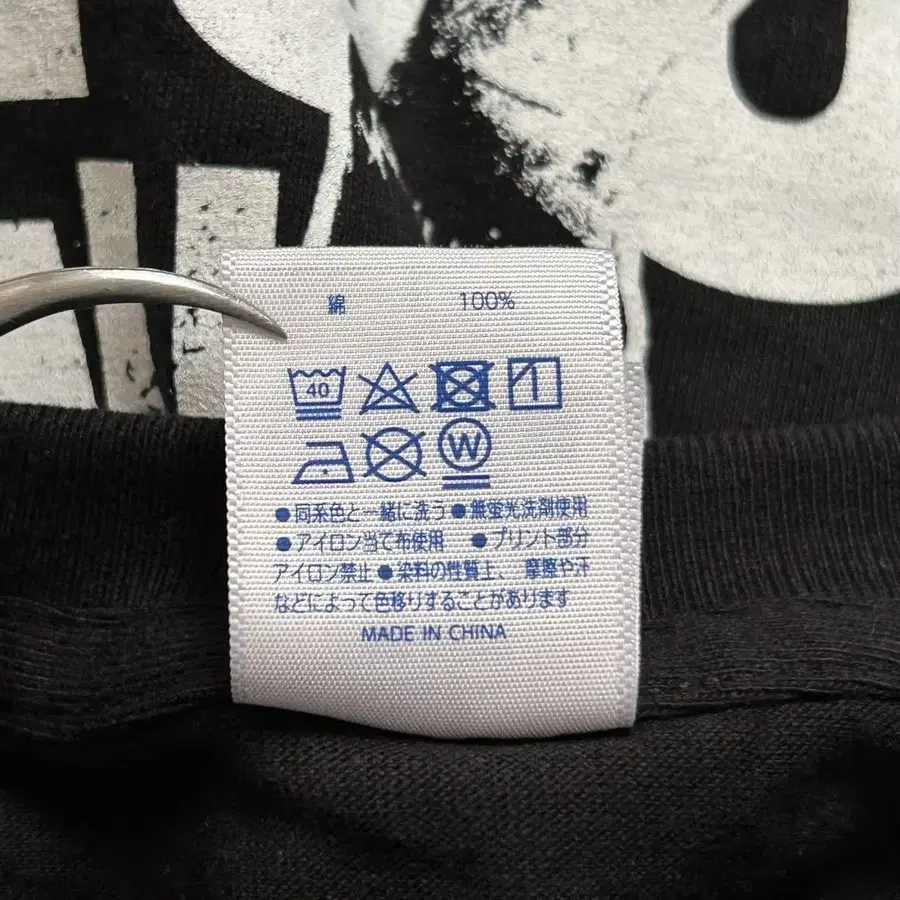 綿 100%
40
W
●同系色と一緒に洗う ●無蛍光洗剤使用
●アイロン当て布使用 ●プリント部分
アイロン禁止 ●染料の性質上、摩擦や汗
などによって色移りすることがあります
MADE IN CHINA